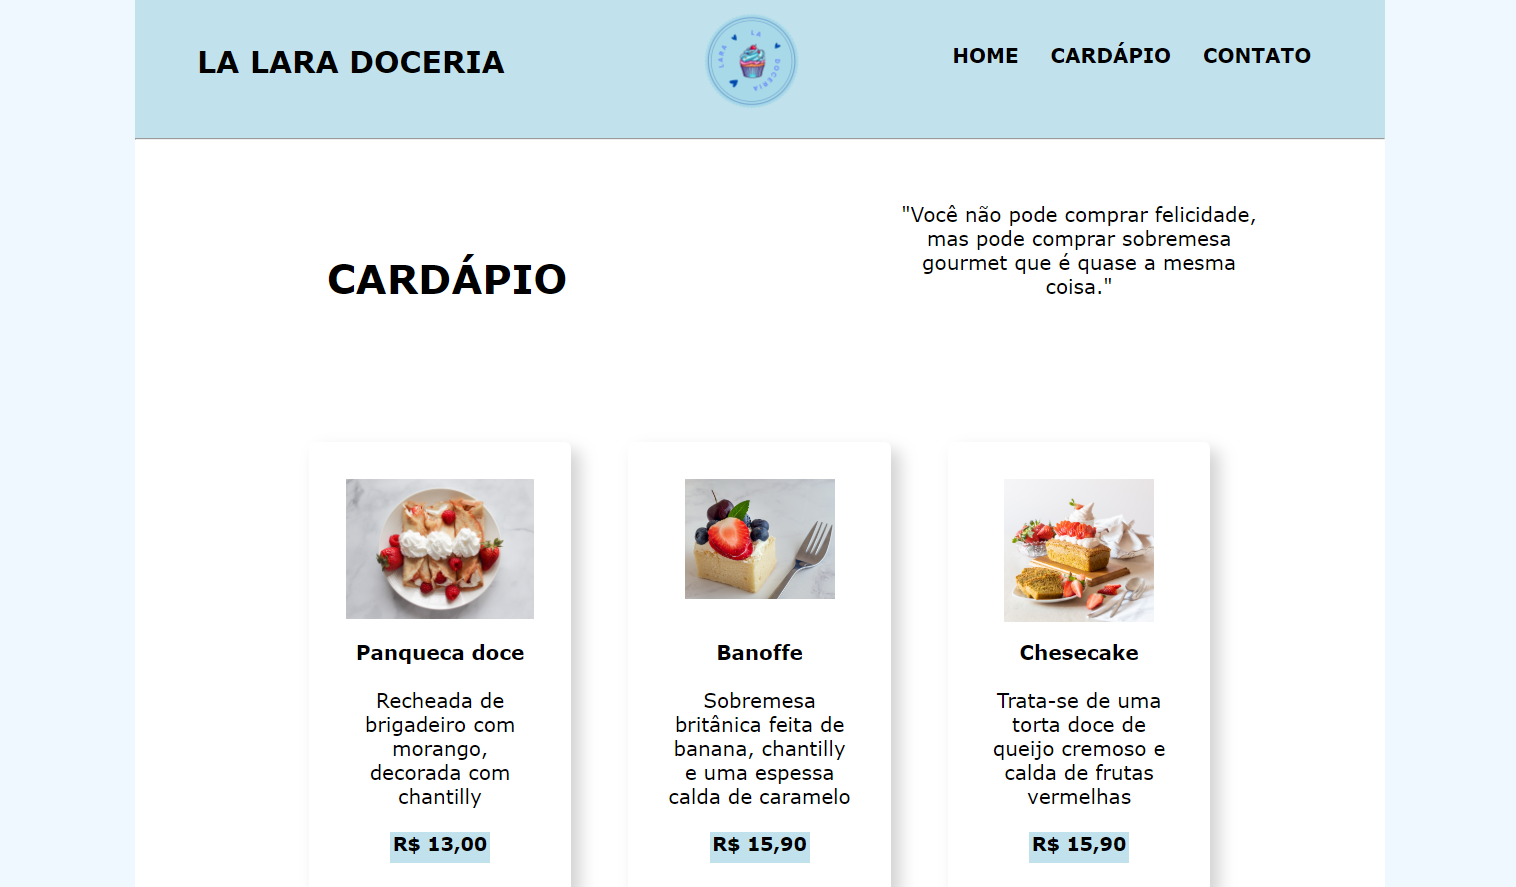 LA LARA DOCERIA
LA LARA DOCERIA
HOME CARDÁPIO CONTATO
CARDÁPIO
"Você não pode comprar felicidade,
mas pode comprar sobremesa
gourmet que é quase a mesma
coisa."
Panqueca doce
Recheada de
brigadeiro com
morango,
decorada com
chantilly
R$ 13,00
Banoffe
Sobremesa
britânica feita de
banana, chantilly
e uma espessa
calda de caramelo
R$ 15,90
Chesecake
Trata-se de uma
torta doce de
queijo cremoso e
calda de frutas
vermelhas
R$ 15,90